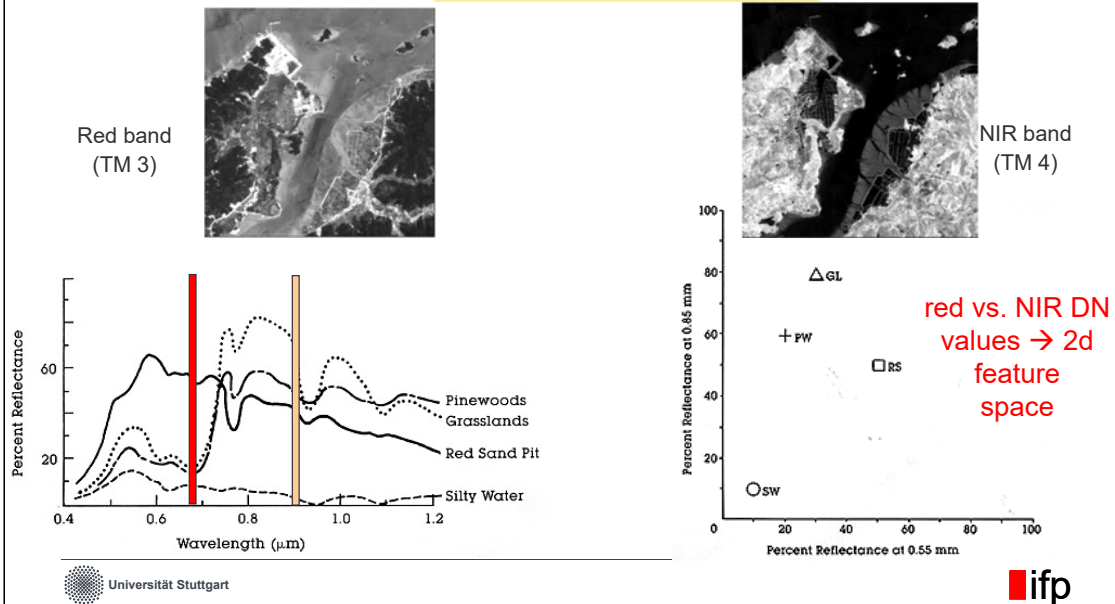 Red band
(TM 3)
NIR band
(TM 4)
Percent Reflectance
60
20
0.4
0.6
0.8
1.0
1.2
Wavelength (μm)
Pinewoods
Grasslands
Red Sand Pit
Silty Water
Percent Reflectance at 0.85 mm
100
80
60
40
20
0
20
40
60
80
100
Percent Reflectance at 0.55 mm
GL
PW
RS
SW
red vs. NIR DN
values → 2d
feature
space
Universität Stuttgart
ifp